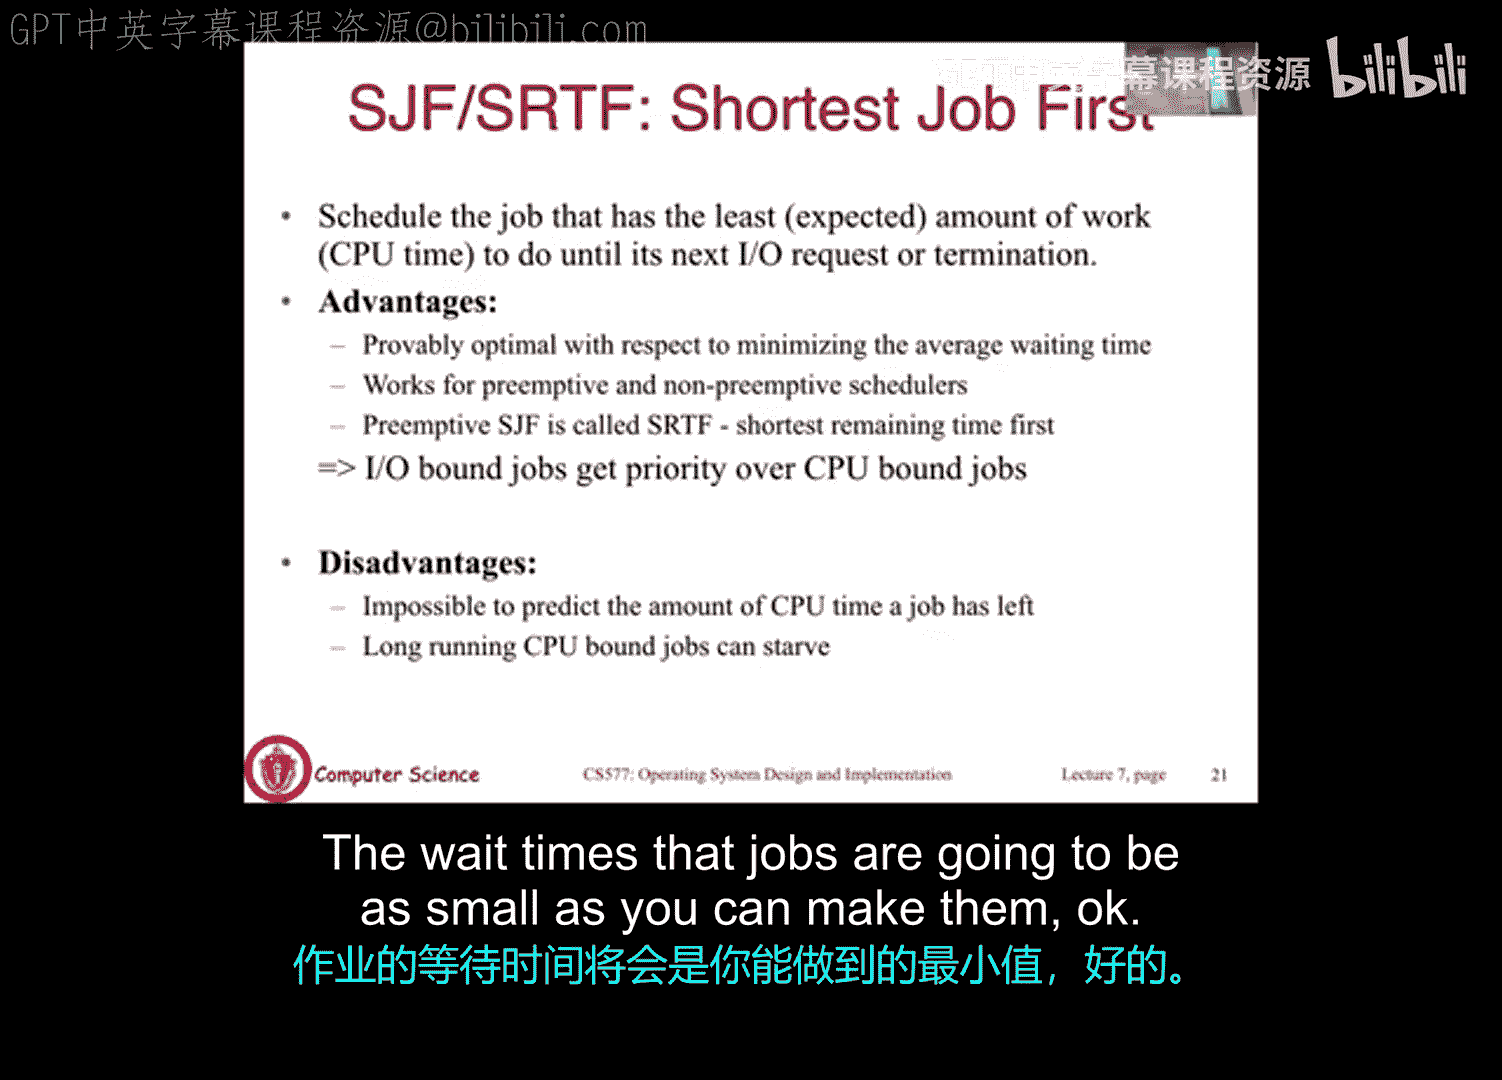 GPT中英字幕课程资源@bilibili.com
课程资源 bilibili
SJF/SRTF: Shortest Job First
• Schedule the job that has the least (expected) amount of work
(CPU time) to do until its next I/O request or termination.
• Advantages:
– Provably optimal with respect to minimizing the average waiting time
– Works for preemptive and non-preemptive schedulers
– Preemptive SJF is called SRTF - shortest remaining time first
=> I/O bound jobs get priority over CPU bound jobs
• Disadvantages:
– Impossible to predict the amount of CPU time a job has left
– Long running CPU bound jobs can starve
Computer Science CS577: Operating System Design and Implementation Lecture 7, page 21
The wait times that jobs are going to be
as small as you can make them, ok.
作业的等待时间将会是你能做到的最小值，好的。